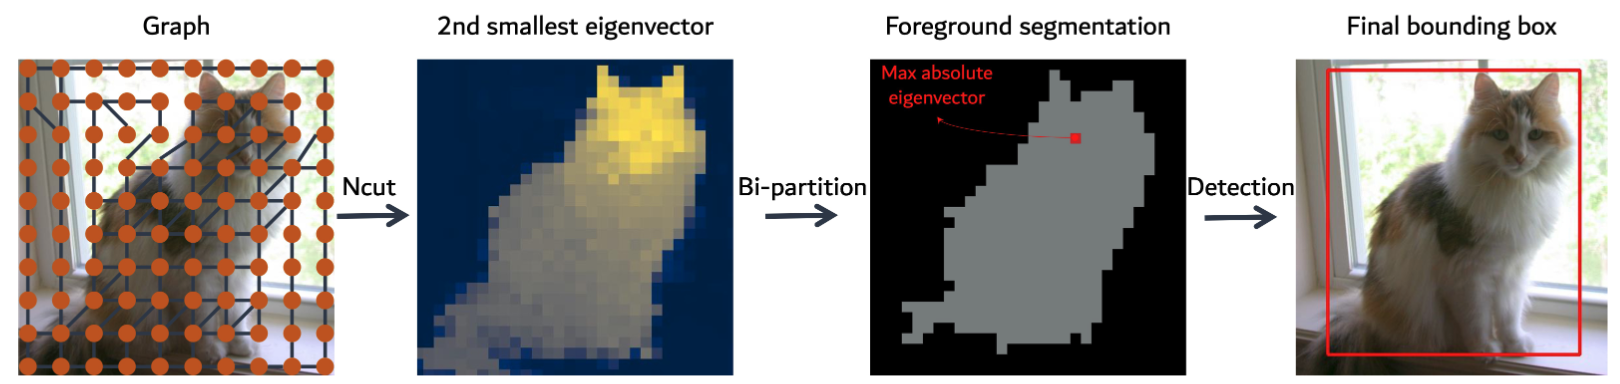 Graph
2nd smallest eigenvector
Foreground segmentation
Final bounding box
Max absolute
eigenvector
Ncut
Bi-partition
Detection